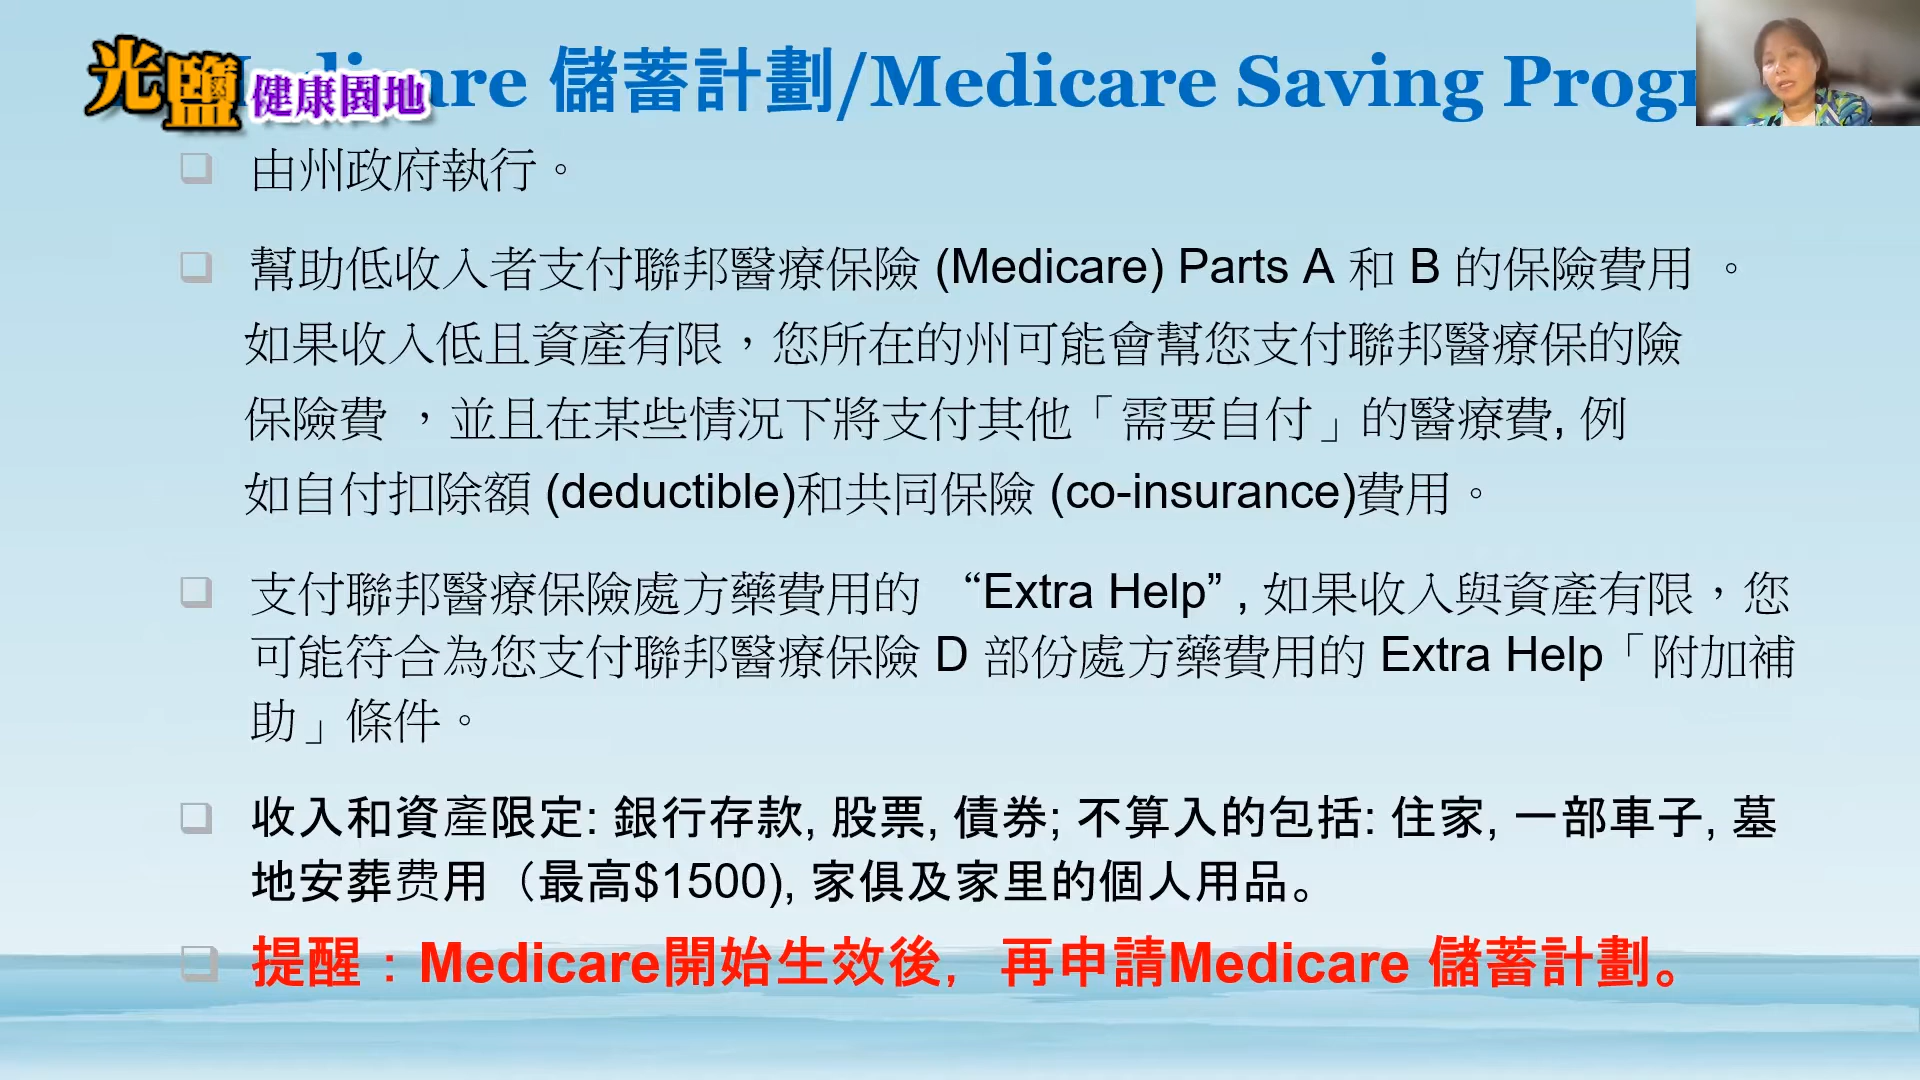 光鹽 健康園地
Medicare 儲蓄計劃/Medicare Saving Progr
由州政府執行。
幫助低收入者支付聯邦醫療保險 (Medicare) Parts A 和 B 的保險費用 。
如果收入低且資產有限，您所在的州可能會幫您支付聯邦醫療保的險
保險費 ，並且在某些情況下將支付其他「需要自付」的醫療費, 例
如自付扣除額 (deductible)和共同保險 (co-insurance)費用。
支付聯邦醫療保險處方藥費用的 “Extra Help” , 如果收入與資產有限，您
可能符合為您支付聯邦醫療保險 D 部份處方藥費用的 Extra Help「附加補
助」條件。
收入和資產限定: 銀行存款, 股票, 債券; 不算入的包括: 住家, 一部車子, 墓
地安葬费用（最高$1500), 家俱及家里的個人用品。
提醒：Medicare開始生效後，再申請Medicare 儲蓄計劃。